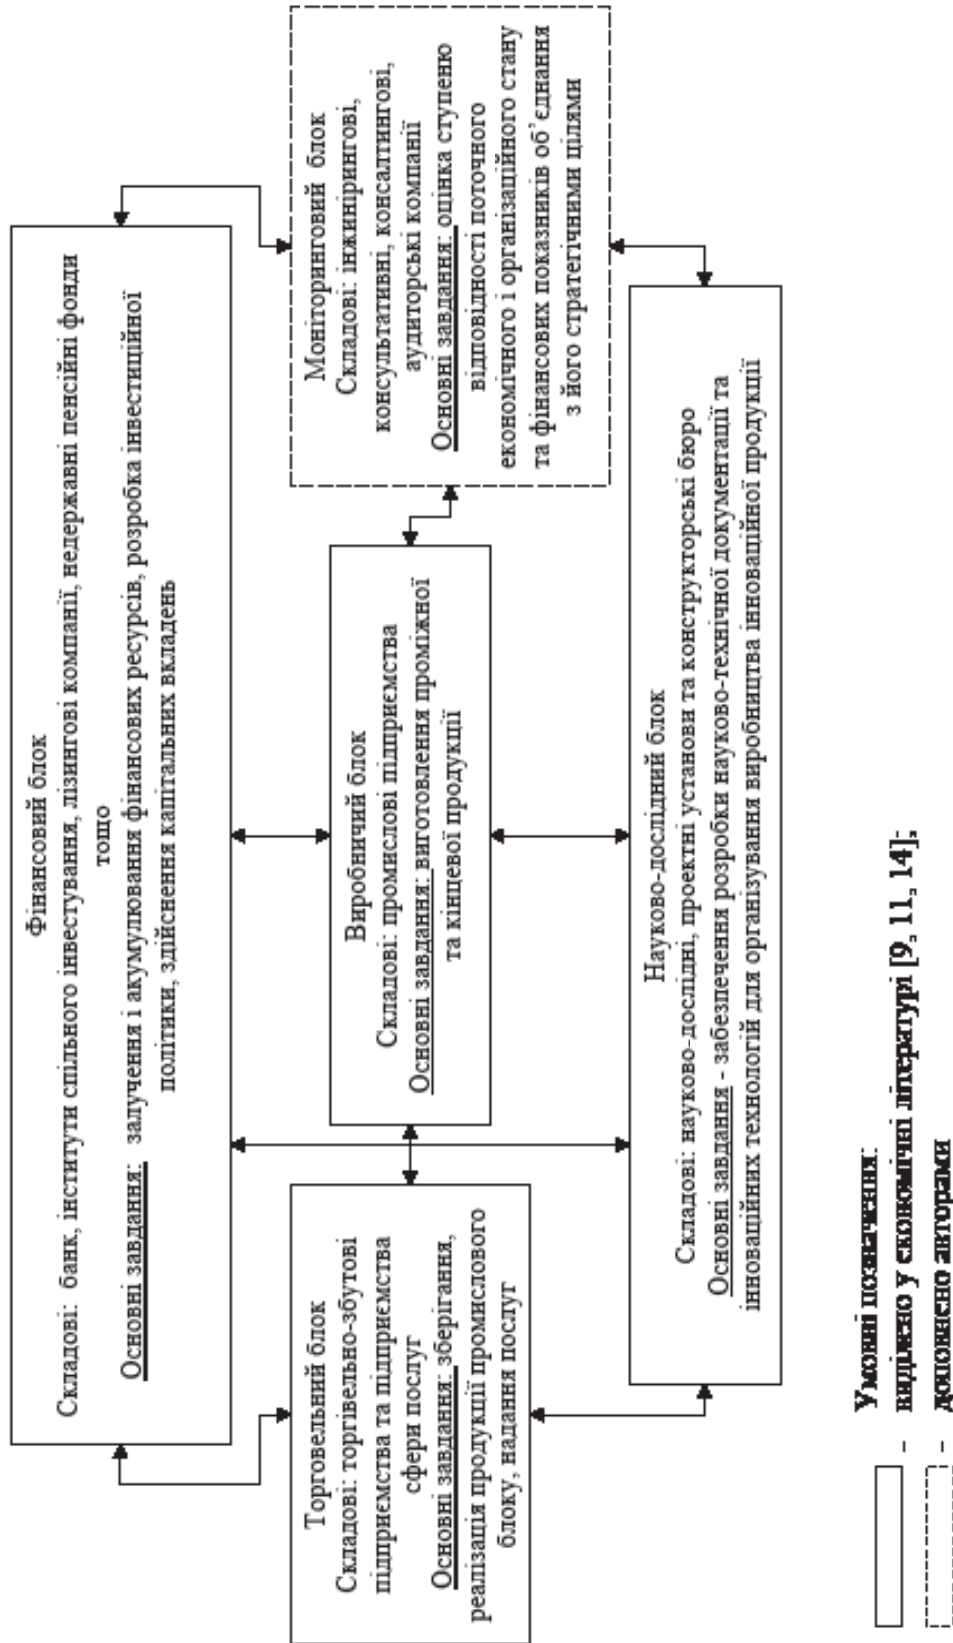 Фінансовий блок
Складові: банк, інститути спільного інвестування, лізингові компанії, недержавні пенсійні фонди
тощо
Основні завдання: залучення і акумулювання фінансових ресурсів, розробка інвестиційної
політики, здійснення капітальних вкладень
Торговельний блок
Складові: торгівельно-збутові
підприємства та підприємства
сфери послуг
Основні завдання: зберігання,
реалізація продукції промислового
блоку, надання послуг
Виробничий блок
Складові: промислові підприємства
Основні завдання: виготовлення проміжної
та кінцевої продукції
Моніторинговий блок
Складові: інжинірингові,
консультативні, консалтингові,
аудиторські компанії
Основні завдання: оцінка ступеню
відповідності поточного
економічного і організаційного стану
та фінансових показників об'єднання
з його стратегічними цілями
Науково-дослідний блок
Складові: науково-дослідні, проектні установи та конструкторські бюро
Основні завдання - забезпечення розробки науково-технічної документації та
інноваційних технологій для організування виробництва інноваційної продукції
Умовні позначення:
- виділено у економічні літературі [9, 11, 14];
- доповнено авторами